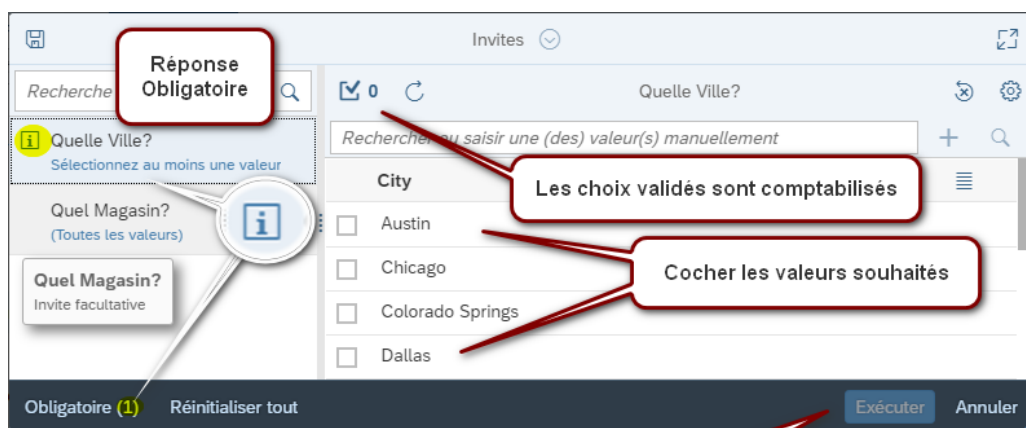 Invites
Réponse
Obligatoire
Recherche
0
Quelle Ville?
Quelle Ville?
Sélectionnez au moins une valeur
Rechercher ou saisir une (des) valeur(s) manuellement
City
Les choix validés sont comptabilisés
Quel Magasin?
(Toutes les valeurs)
Austin
Quel Magasin?
Invite facultative
Chicago
Cocher les valeurs souhaités
Colorado Springs
Dallas
Obligatoire (1)
Réinitialiser tout
Exécuter
Annuler